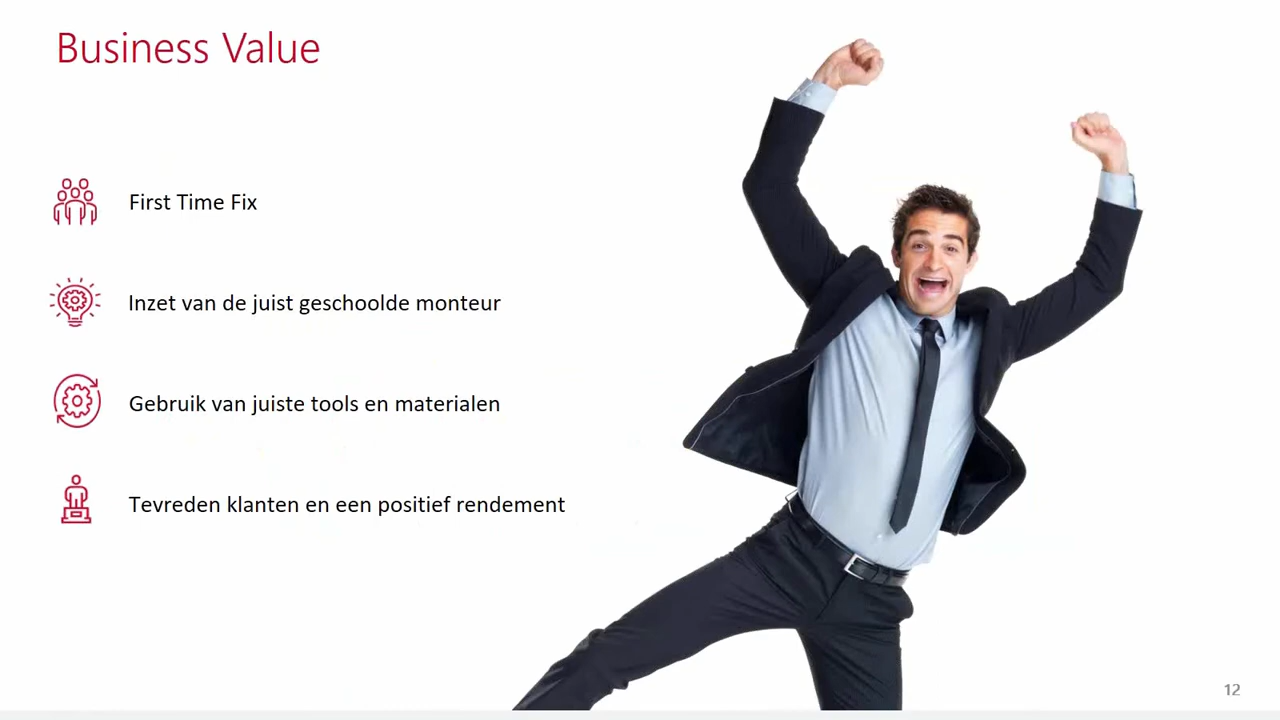 Business Value
First Time Fix
Inzet van de juist geschoolde monteur
Gebruik van juiste tools en materialen
Tevreden klanten en een positief rendement
12